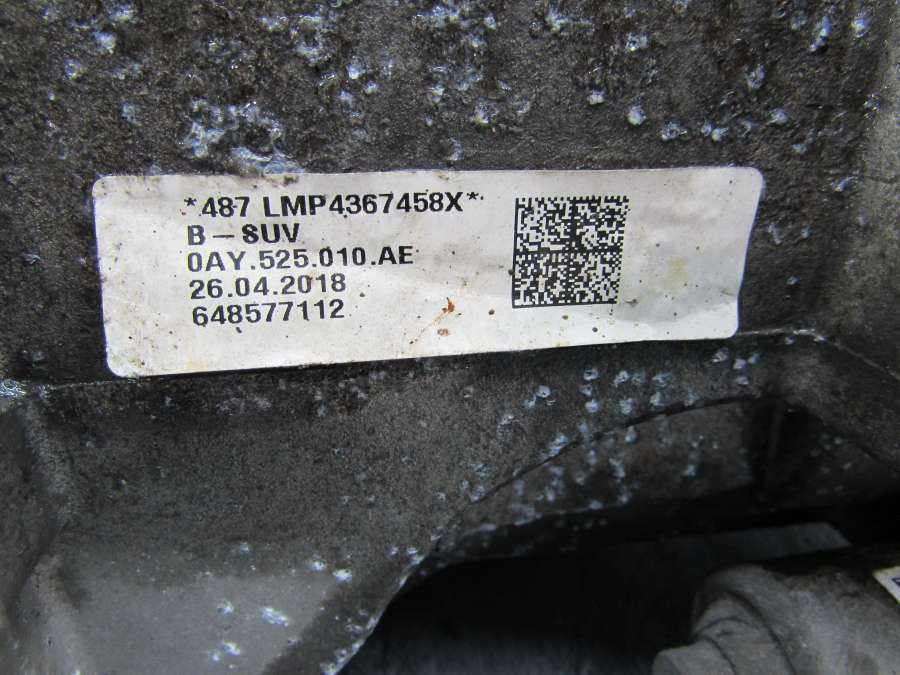 *487 LMP4367458X*
B-SUV
0AY.525.010.AE
26.04.2018
648577112